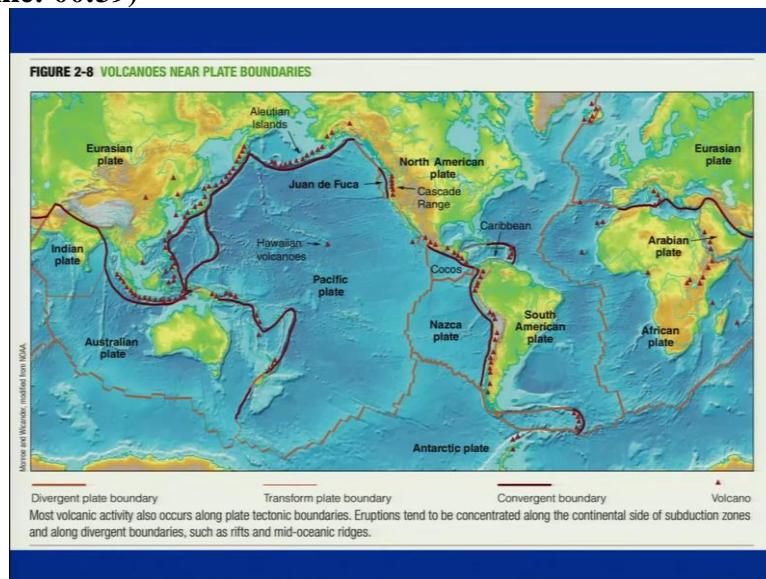 FIGURE 2-8 VOLCANOES NEAR PLATE BOUNDARIES
Aleutian
Islands
Eurasian
plate
North American
plate
Eurasian
plate
Juan de Fuca
Cascade
Range
Caribbean
Hawaiian
volcanoes
Indian
plate
Arabian
plate
Cocos
Pacific
plate
Nazca
plate
South
American
plate
African
plate
Australian
plate
Antarctic plate
Monroe and Wicander, modified from NOAA.
Divergent plate boundary
Transform plate boundary
Convergent boundary
Volcano
Most volcanic activity also occurs along plate tectonic boundaries. Eruptions tend to be concentrated along the continental side of subduction zones
and along divergent boundaries, such as rifts and mid-oceanic ridges.